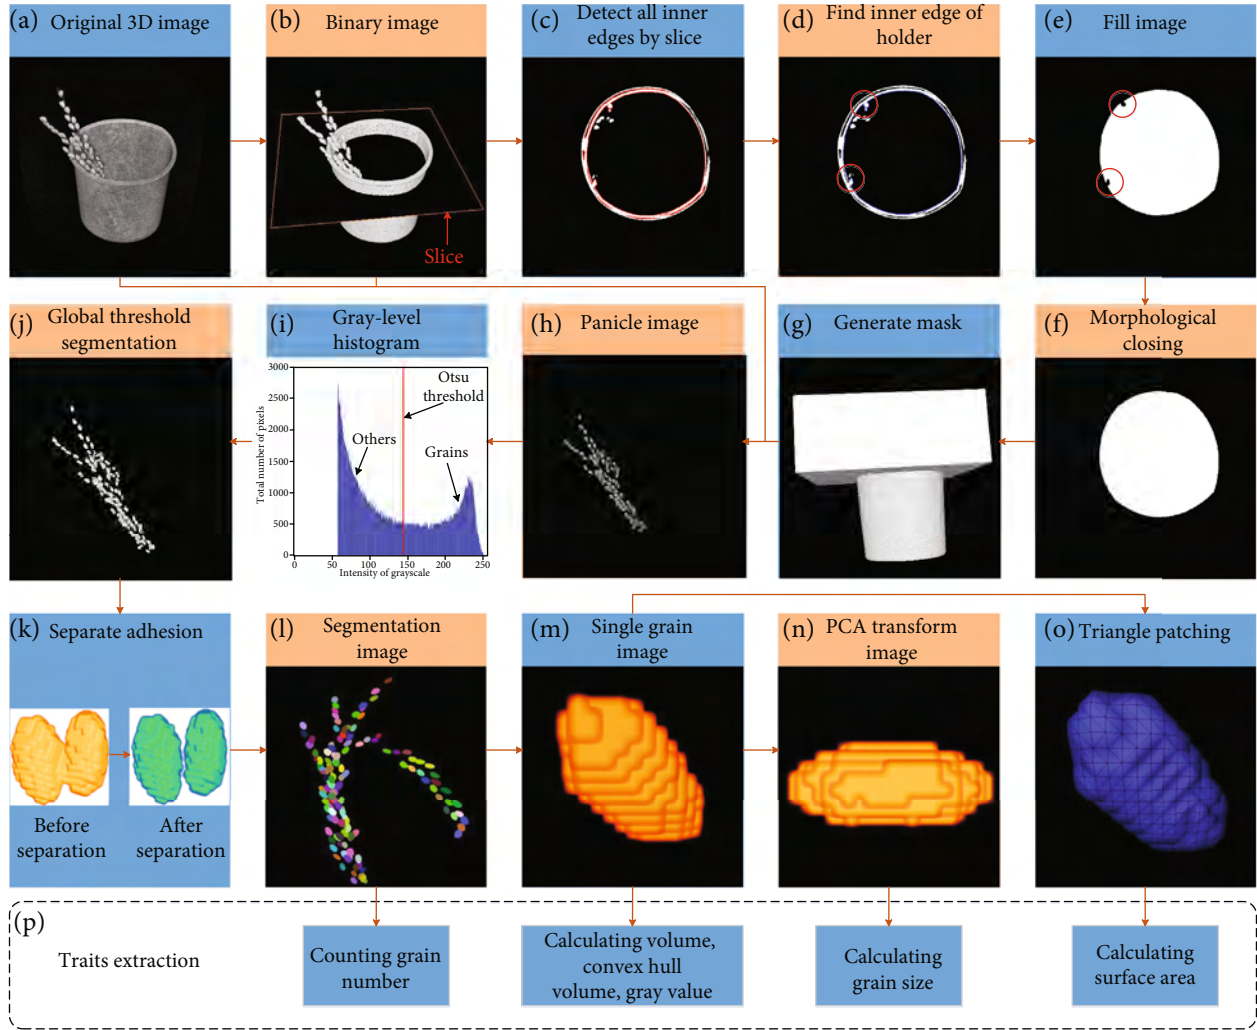 (a) Original 3D image
(b) Binary image
(c) Detect all inner
edges by slice
(d) Find inner edge of
holder
(e) Fill image
Slice
(j) Global threshold
segmentation
(i) Gray-level
histogram
(h) Panicle image
(g) Generate mask
(f) Morphological
closing
3000
2500
2000
1500
1000
500
0
Total number of pixels
Otsu
threshold
Others
Grains
0 50 100 150 200 250
Intensity of grayscale
(k) Separate adhesion
Before
separation
After
separation
(l) Segmentation
image
(m) Single grain
image
(n) PCA transform
image
(o) Triangle patching
(p)
Traits extraction
Counting grain
number
Calculating volume,
convex hull
volume, gray value
Calculating
grain size
Calculating
surface area